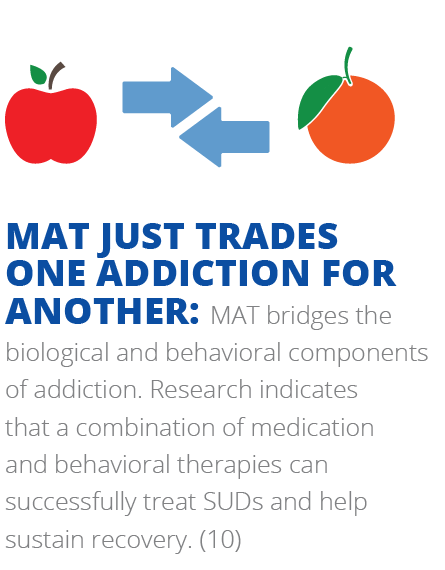 MAT JUST TRADES
ONE ADDICTION FOR
ANOTHER: MAT bridges the
biological and behavioral components
of addiction. Research indicates
that a combination of medication
and behavioral therapies can
successfully treat SUDs and help
sustain recovery. (10)